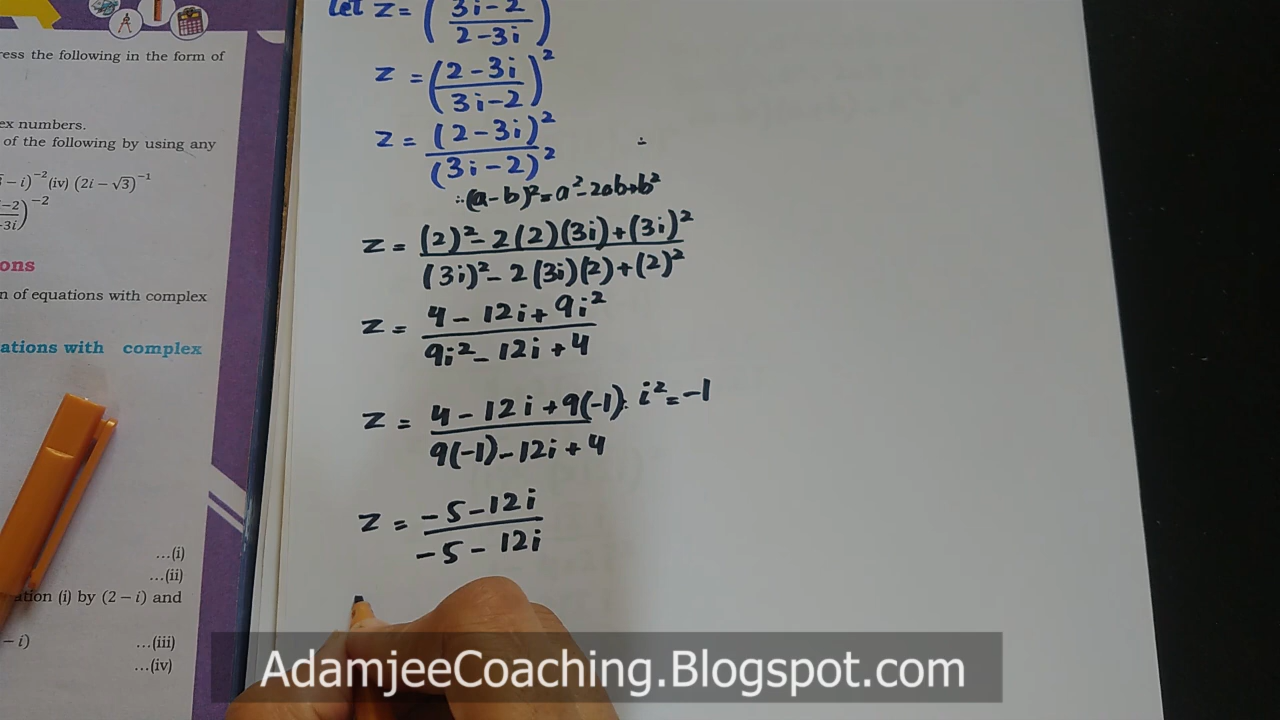 ress the following in the form of
ex numbers.
of the following by using any
– i)⁻² (iv) (2i – √3)⁻¹
–2
–3i)⁻²
ons
n of equations with complex
ations with complex
...(i)
...(ii)
ation (i) by (2 – i) and
– i) ...(iii)
...(iv)
let z = (3i-2 / 2-3i)
z = (2-3i / 3i-2)²
z = (2-3i)² / (3i-2)²
∵ (a-b)² = a²-2ab+b²
z = (2)²-2(2)(3i)+(3i)² / (3i)²-2(3i)(2)+(2)²
z = 4-12i+9i² / 9i²-12i+4
z = 4-12i+9(-1) / 9(-1)-12i+4 ∵ i²=-1
z = -5-12i / -5-12i
AdamjeeCoaching.Blogspot.com